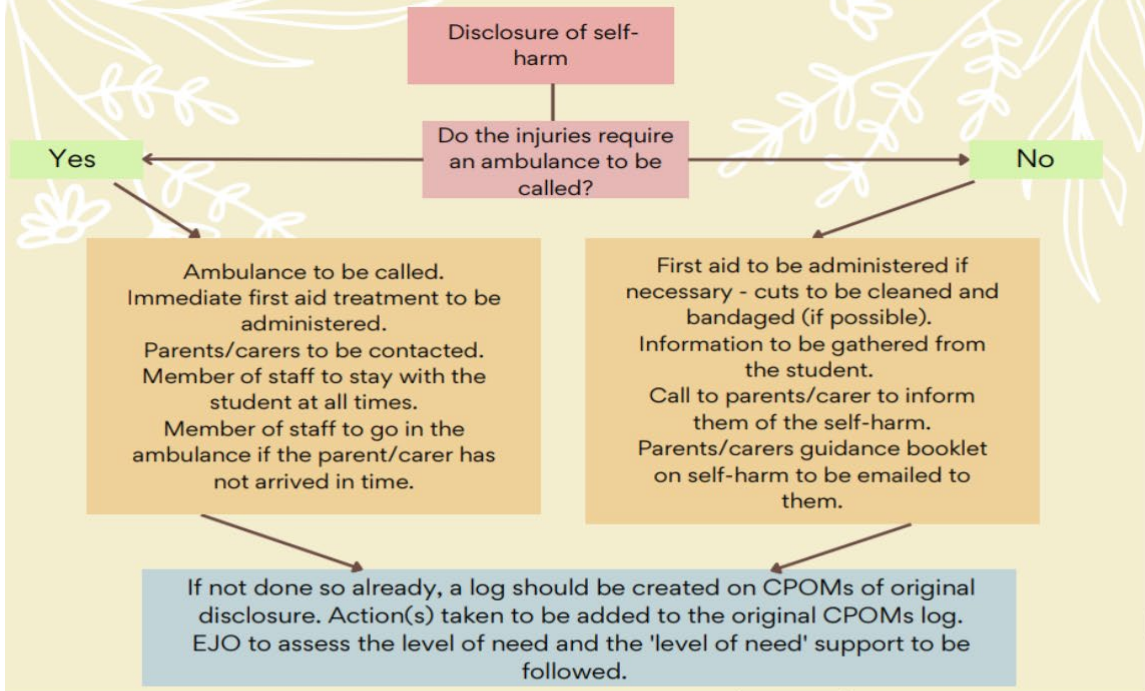 Disclosure of self-
harm
Do the injuries require
an ambulance to be
called?
Yes
No
Ambulance to be called.
Immediate first aid treatment to be
administered.
Parents/carers to be contacted.
Member of staff to stay with the
student at all times.
Member of staff to go in the
ambulance if the parent/carer has
not arrived in time.
First aid to be administered if
necessary - cuts to be cleaned and
bandaged (if possible).
Information to be gathered from
the student.
Call to parents/carer to inform
them of the self-harm.
Parents/carers guidance booklet
on self-harm to be emailed to
them.
If not done so already, a log should be created on CPOMs of original
disclosure. Action(s) taken to be added to the original CPOMs log.
EJO to assess the level of need and the 'level of need' support to be
followed.